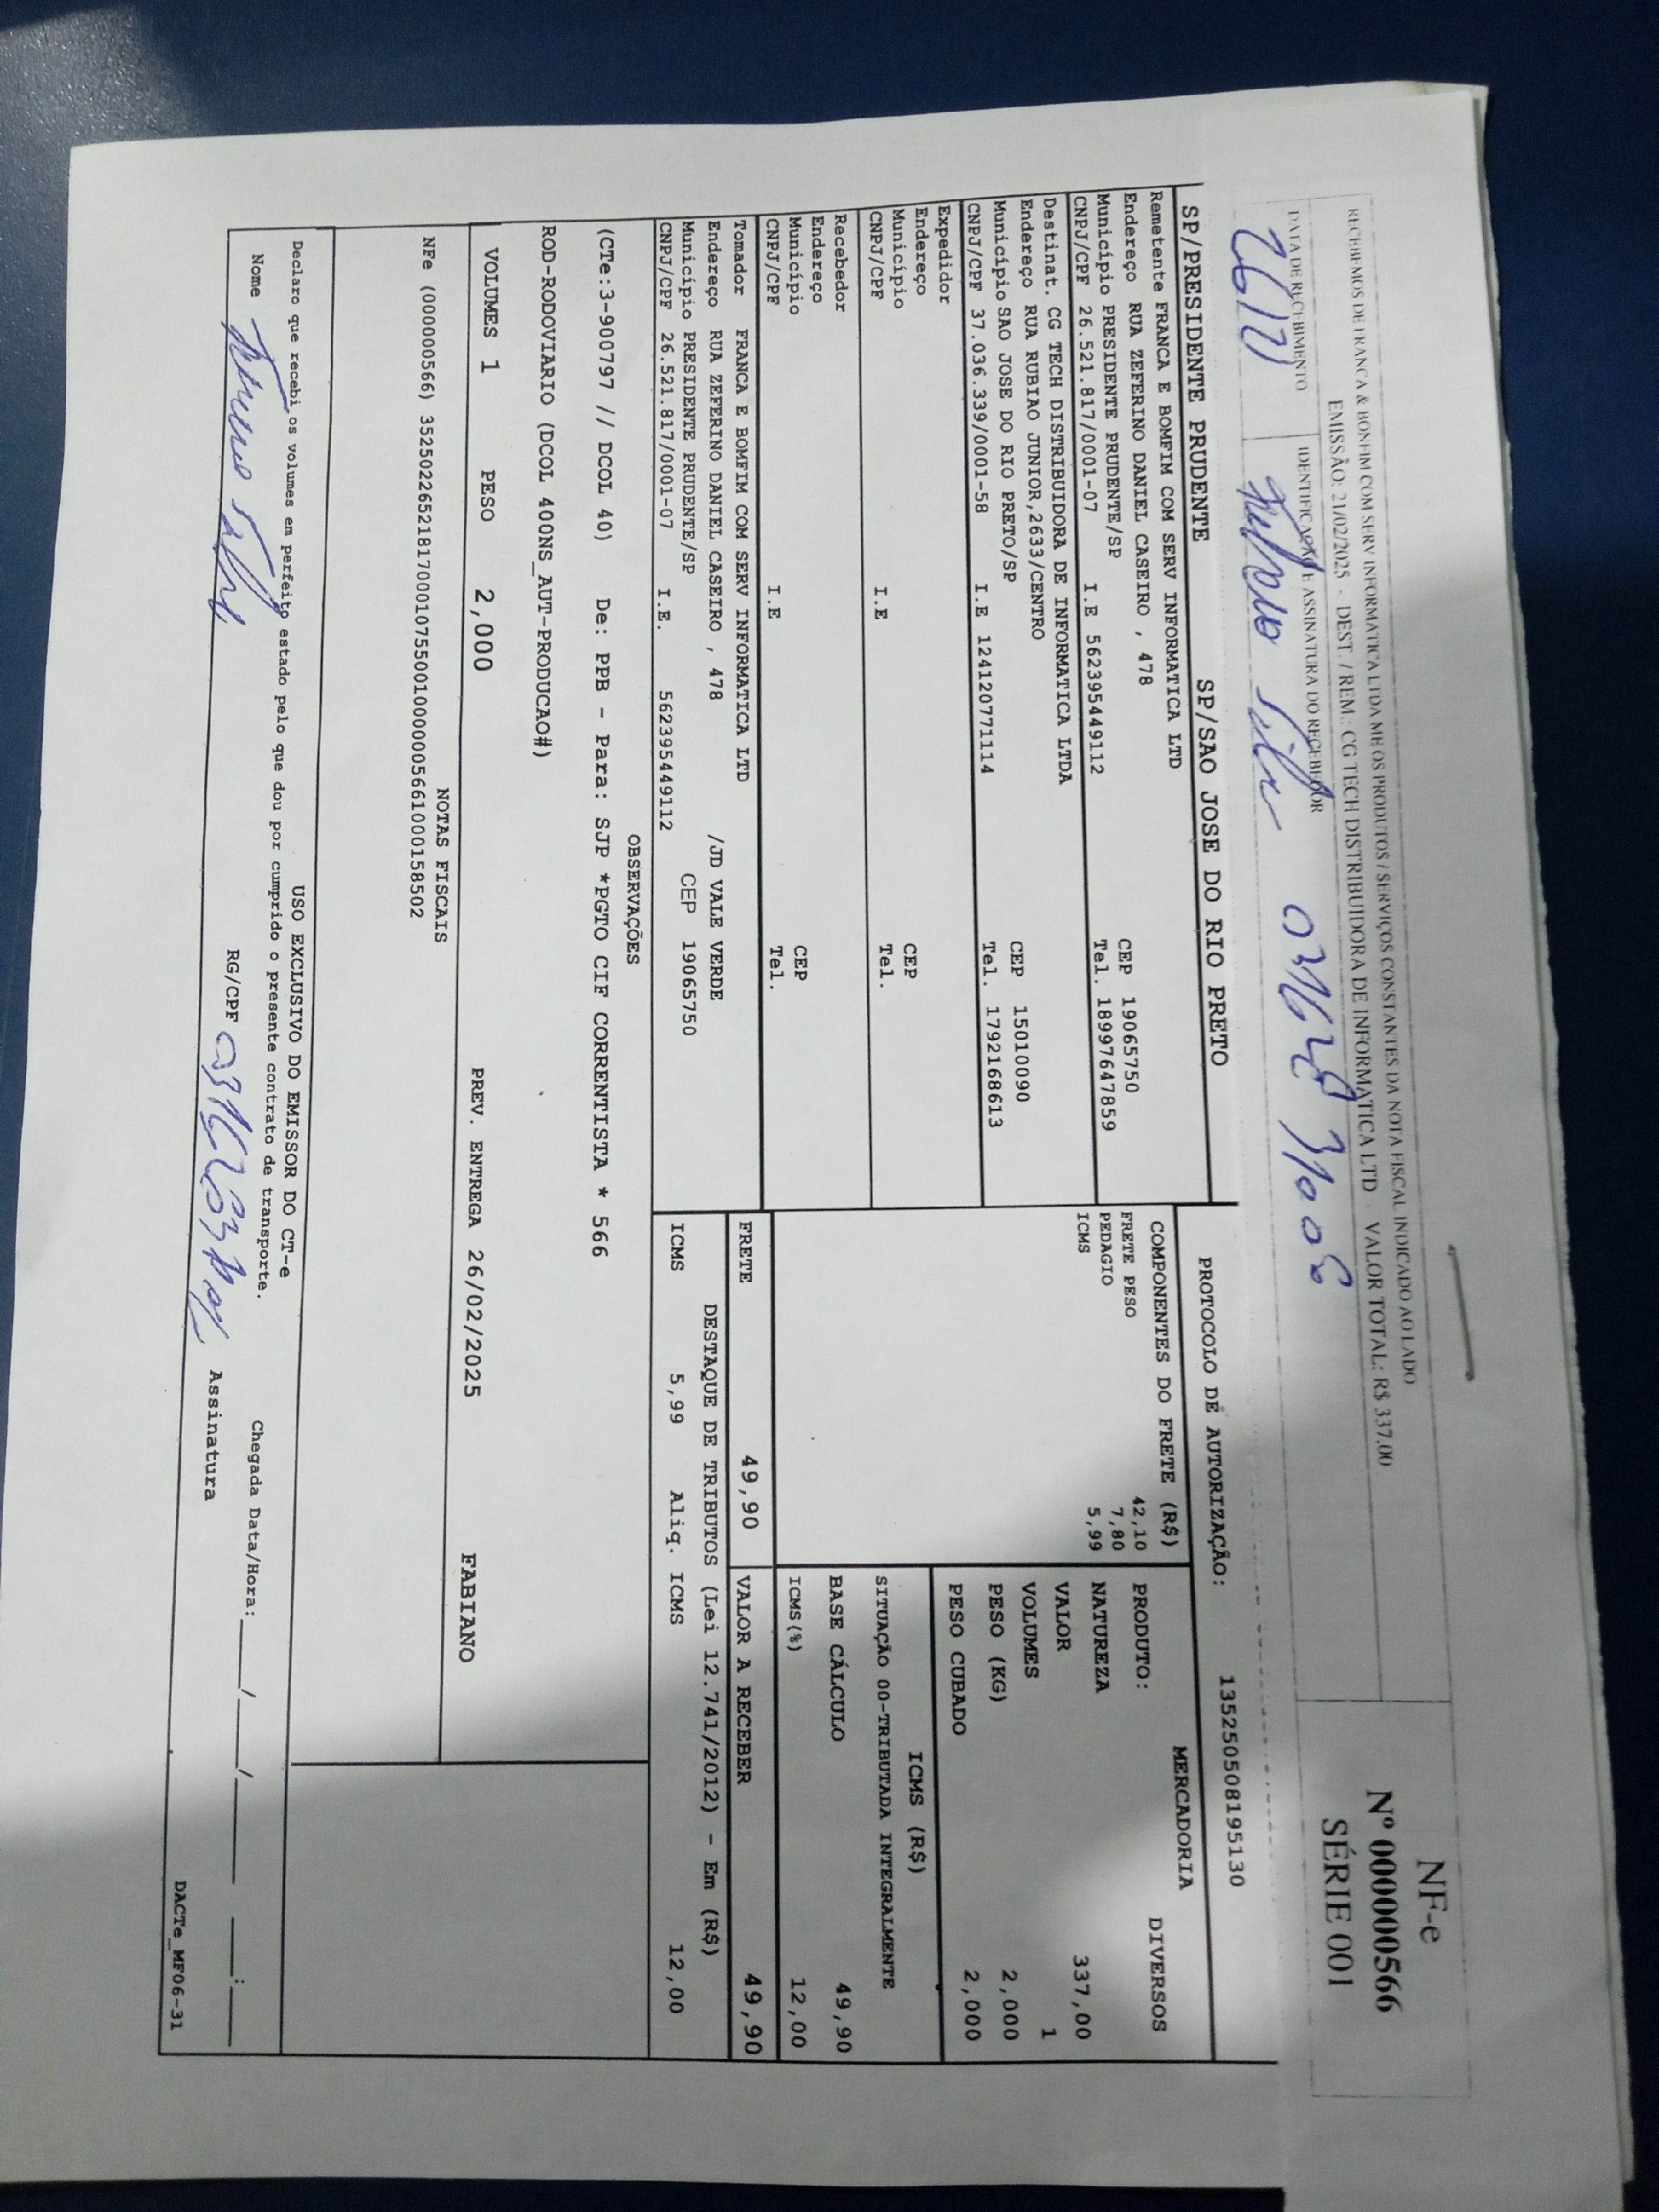 RECEBEMOS DE FRANCA & BONFIM COM SERV INFORMATICA LTDA ME OS PRODUTOS / SERVIÇOS CONSTANTES DA NOTA FISCAL INDICADO AO LADO
EMISSÃO: 21/02/2025 - DEST. / REM.: CG TECH DISTRIBUIDORA DE INFORMATICA LTD VALOR TOTAL: R$ 337,00
DATA DE RECEBIMENTO IDENTIFICAÇÃO E ASSINATURA DO RECEBEDOR
NF-e
Nº 000000566
SÉRIE 001
SP/PRESIDENTE PRUDENTE SP/SAO JOSE DO RIO PRETO
PROTOCOLO DE AUTORIZAÇÃO: 135250508195130
Remetente FRANCA E BOMFIM COM SERV INFORMATICA LTD
Endereço RUA ZEFERINO DANIEL CASEIRO , 478
Município PRESIDENTE PRUDENTE/SP CEP 19065750
CNPJ/CPF 26.521.817/0001-07 I.E 562395449112 Tel. 18997647859
Destinat. CG TECH DISTRIBUIDORA DE INFORMATICA LTDA
Endereço RUA RUBIAO JUNIOR,2633/CENTRO
Município SAO JOSE DO RIO PRETO/SP CEP 15010090
CNPJ/CPF 37.036.339/0001-58 I.E 124120771114 Tel. 1792168613
Expedidor
Endereço
Município CEP
CNPJ/CPF I.E Tel.
Recebedor
Endereço
Município CEP
CNPJ/CPF I.E Tel.
Tomador FRANCA E BOMFIM COM SERV INFORMATICA LTD
Endereço RUA ZEFERINO DANIEL CASEIRO , 478 /JD VALE VERDE
Município PRESIDENTE PRUDENTE/SP CEP 19065750
CNPJ/CPF 26.521.817/0001-07 I.E. 562395449112
COMPONENTES DO FRETE (R$)
FRETE PESO 42,10
PEDAGIO 7,80
ICMS 5,99
MERCADORIA
PRODUTO: DIVERSOS
NATUREZA
VALOR 337,00
VOLUMES 1
PESO (KG) 2,000
PESO CUBADO 2,000
ICMS (R$)
SITUAÇÃO 00-TRIBUTADA INTEGRALMENTE
BASE CÁLCULO 49,90
ICMS(%) 12,00
FRETE 49,90 VALOR A RECEBER 49,90
DESTAQUE DE TRIBUTOS (Lei 12.741/2012) - Em (R$)
ICMS 5,99 Aliq. ICMS 12,00
OBSERVAÇÕES
(CTe:3-900797 // DCOL 40) De: PPB - Para: SJP *PGTO CIF CORRENTISTA * 566
ROD-RODOVIARIO (DCOL 400NS_AUT-PRODUCAO#)
VOLUMES 1 PESO 2,000 PREV. ENTREGA 26/02/2025 FABIANO
NOTAS FISCAIS
NFe (000000566) 35250226521817000107550010000005661000158502
USO EXCLUSIVO DO EMISSOR DO CT-e
Declaro que recebi os volumes em perfeito estado pelo que dou por cumprido o presente contrato de transporte.
Chegada Data/Hora:___/___/____ ___:___
Nome RG/CPF Assinatura
DACTe_MF06-31